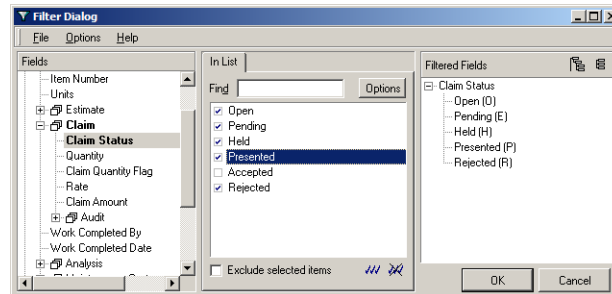 Filter Dialog
File Options Help
Fields
Item Number
Units
Estimate
Claim
Claim Status
Quantity
Claim Quantity Flag
Rate
Claim Amount
Audit
Work Completed By
Work Completed Date
Analysis
In List
Find
Options
Open
Pending
Held
Presented
Accepted
Rejected
Exclude selected items
Filtered Fields
Claim Status
Open (O)
Pending (E)
Held (H)
Presented (P)
Rejected (R)
OK Cancel